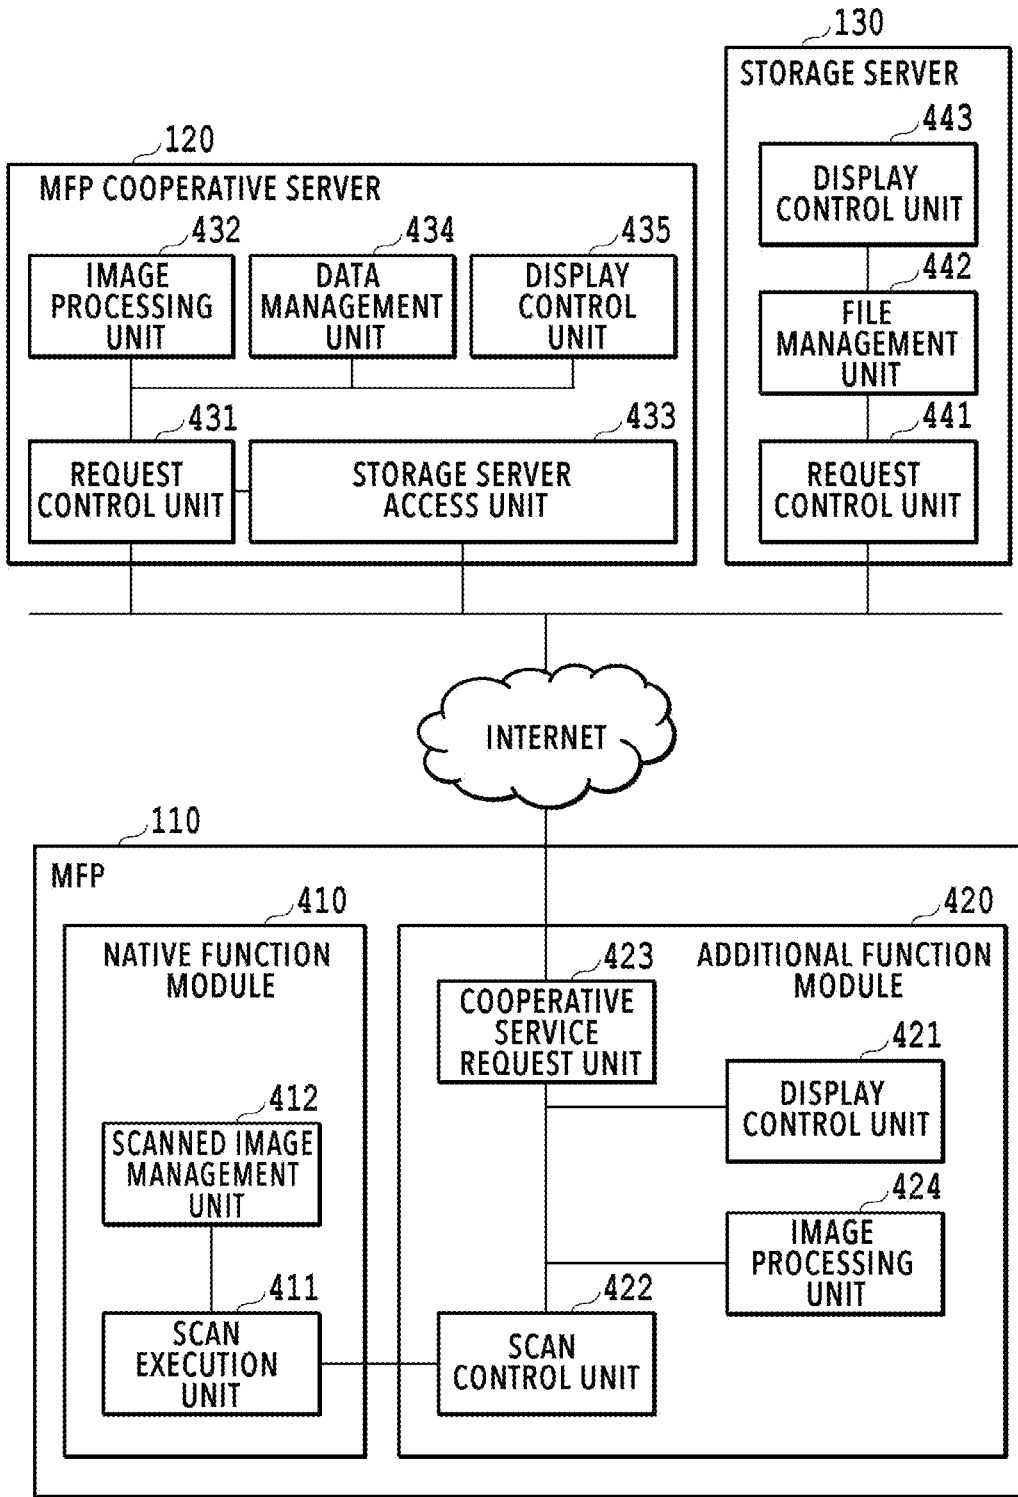 130
STORAGE SERVER
443
DISPLAY
CONTROL UNIT
442
FILE
MANAGEMENT
UNIT
441
REQUEST
CONTROL UNIT
120
MFP COOPERATIVE SERVER
432
IMAGE
PROCESSING
UNIT
434
DATA
MANAGEMENT
UNIT
435
DISPLAY
CONTROL
UNIT
431
REQUEST
CONTROL UNIT
433
STORAGE SERVER
ACCESS UNIT
INTERNET
110
MFP
410
NATIVE FUNCTION
MODULE
412
SCANNED IMAGE
MANAGEMENT
UNIT
411
SCAN
EXECUTION
UNIT
420
ADDITIONAL FUNCTION
MODULE
423
COOPERATIVE
SERVICE
REQUEST UNIT
421
DISPLAY
CONTROL UNIT
424
IMAGE
PROCESSING
UNIT
422
SCAN
CONTROL UNIT